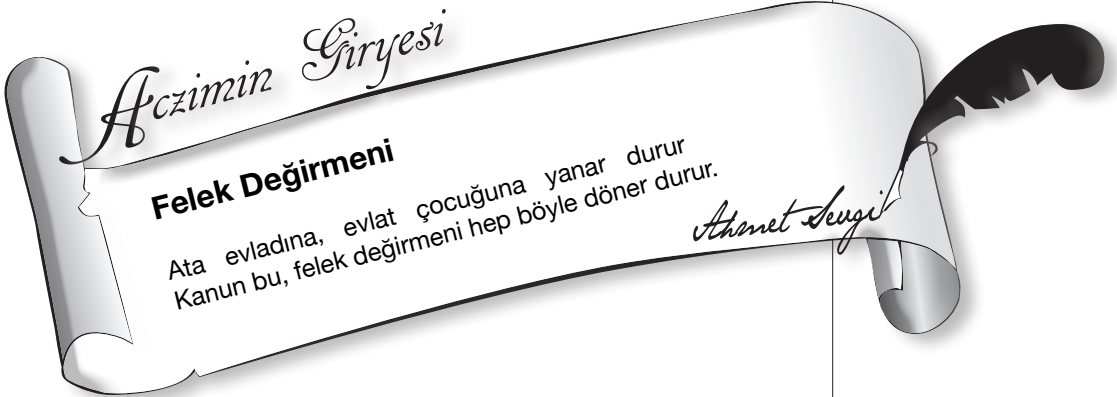 Aczimin Giryesi
Felek Değirmeni
Ata evladına, evlat çocuğuna yanar durur
Kanun bu, felek değirmeni hep böyle döner durur.
Ahmet Sevgi